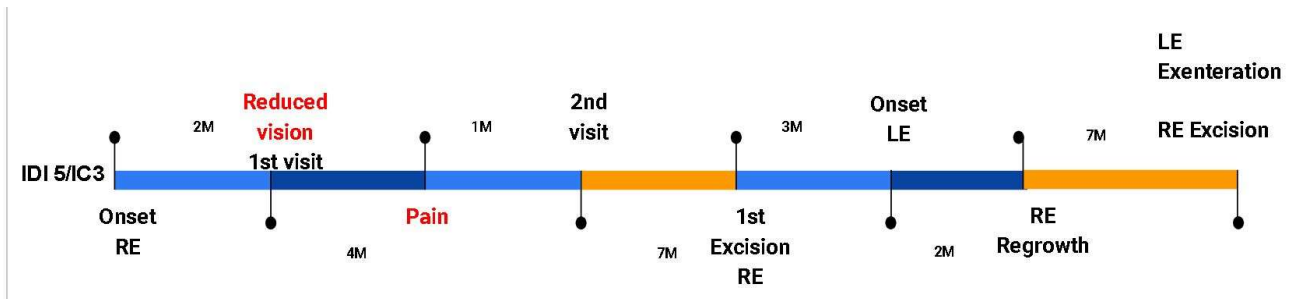 LE
Exenteration
RE Excision
Reduced
vision
1st visit
2nd
visit
Onset
LE
2M
1M
3M
7M
IDI 5/IC3
Onset
RE
Pain
1st
Excision
RE
RE
Regrowth
4M
7M
2M